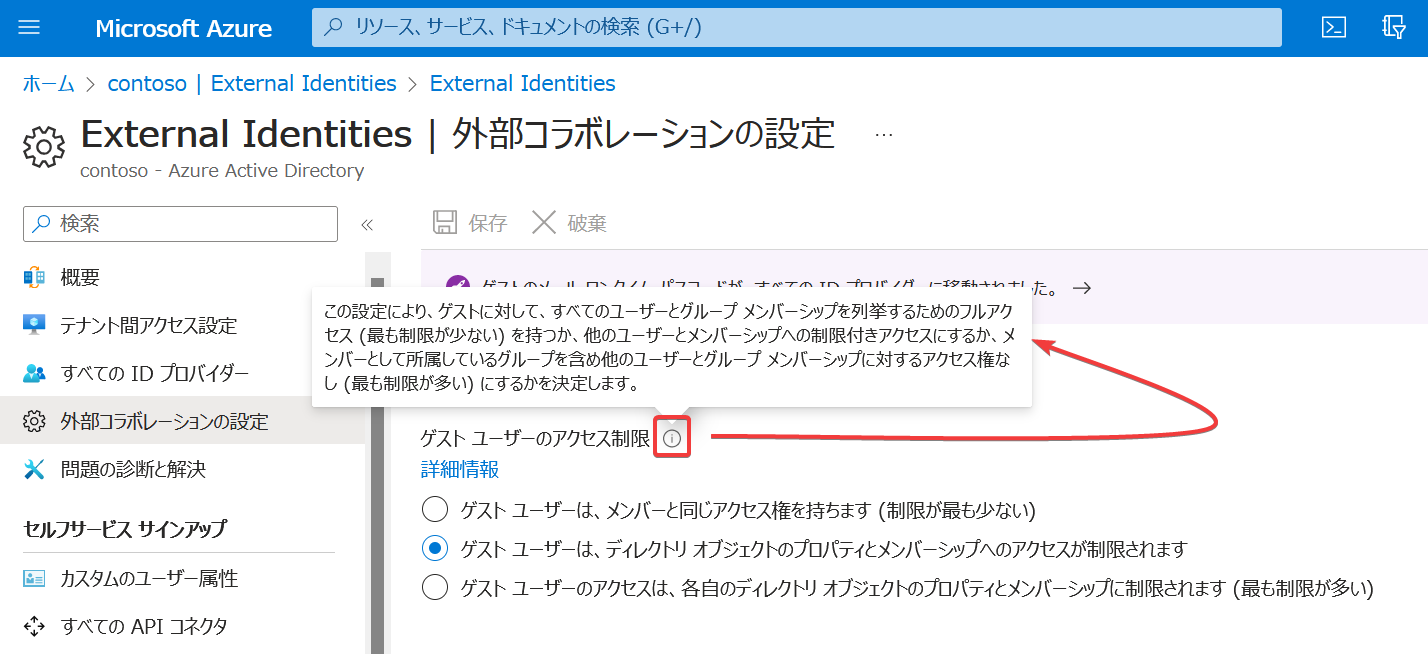 Microsoft Azure
リソース、サービス、ドキュメントの検索 (G+/)
ホーム > contoso | External Identities > External Identities
External Identities | 外部コラボレーションの設定 …
contoso - Azure Active Directory
検索
«
保存
破棄
概要
テナント間アクセス設定
すべての ID プロバイダー
外部コラボレーションの設定
問題の診断と解決
セルフサービス サインアップ
カスタムのユーザー属性
すべての API コネクタ
ゲストのメール ワンタイム パスコードが、すべての ID プロバイダーに移動されました。 →
この設定により、ゲストに対して、すべてのユーザーとグループ メンバーシップを列挙するためのフルアク
セス (最も制限が少ない) を持つか、他のユーザーとメンバーシップへの制限付きアクセスにするか、メ
ンバーとして所属しているグループを含め他のユーザーとグループ メンバーシップに対するアクセス権な
し (最も制限が多い) にするかを決定します。
ゲスト ユーザーのアクセス制限
詳細情報
ゲスト ユーザーは、メンバーと同じアクセス権を持ちます (制限が最も少ない)
ゲスト ユーザーは、ディレクトリ オブジェクトのプロパティとメンバーシップへのアクセスが制限されます
ゲスト ユーザーのアクセスは、各自のディレクトリ オブジェクトのプロパティとメンバーシップに制限されます (最も制限が多い)